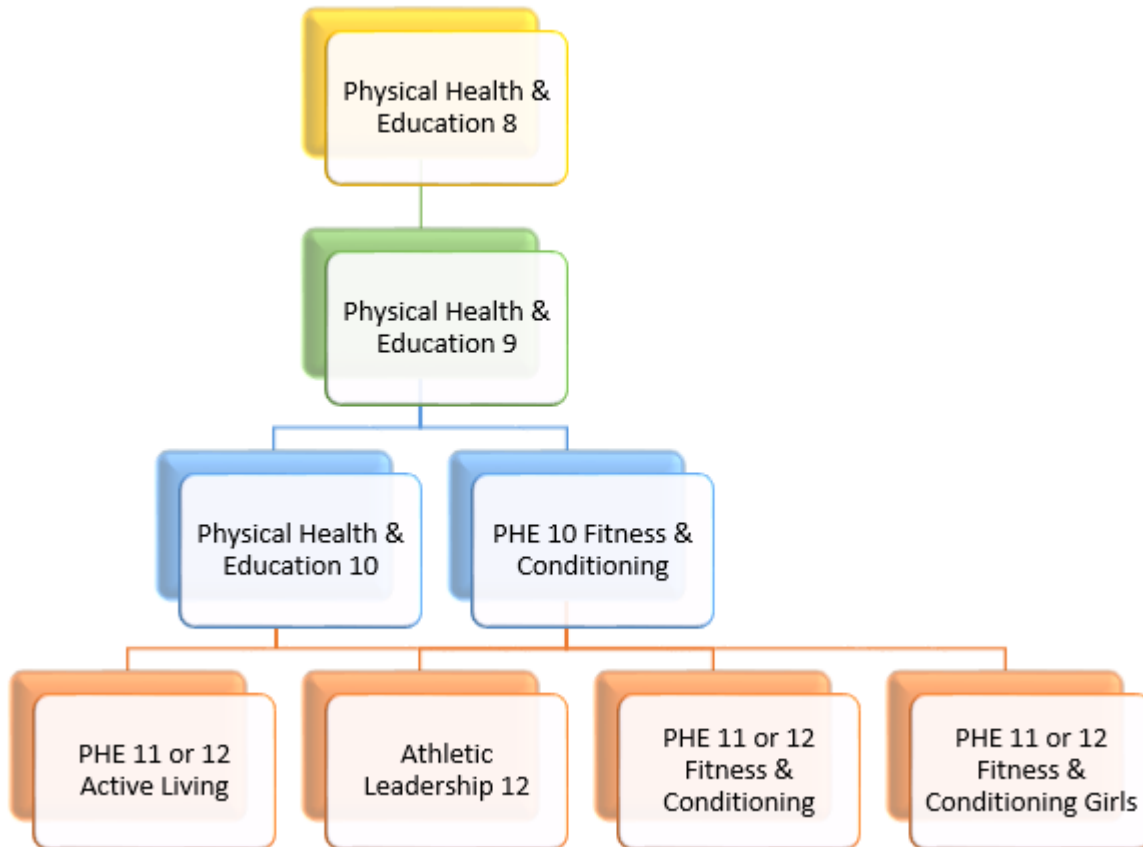 Physical Health &
Education 8
Physical Health &
Education 9
Physical Health &
Education 10
PHE 10 Fitness &
Conditioning
PHE 11 or 12
Active Living
Athletic
Leadership 12
PHE 11 or 12
Fitness &
Conditioning
PHE 11 or 12
Fitness &
Conditioning Girls